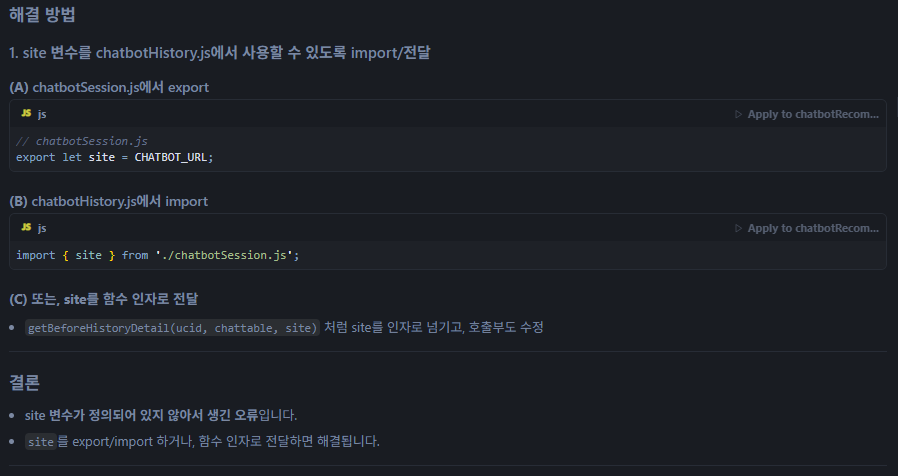 해결 방법
1. site 변수를 chatbotHistory.js에서 사용할 수 있도록 import/전달
(A) chatbotSession.js에서 export
JS js
Apply to chatbotRecom...
// chatbotSession.js
export let site = CHATBOT_URL;
(B) chatbotHistory.js에서 import
JS js
Apply to chatbotRecom...
import { site } from './chatbotSession.js';
(C) 또는, site를 함수 인자로 전달
getBeforeHistoryDetail(ucid, chattable, site) 처럼 site를 인자로 넘기고, 호출부도 수정
결론
site 변수가 정의되어 있지 않아서 생긴 오류입니다.
site를 export/import 하거나, 함수 인자로 전달하면 해결됩니다.